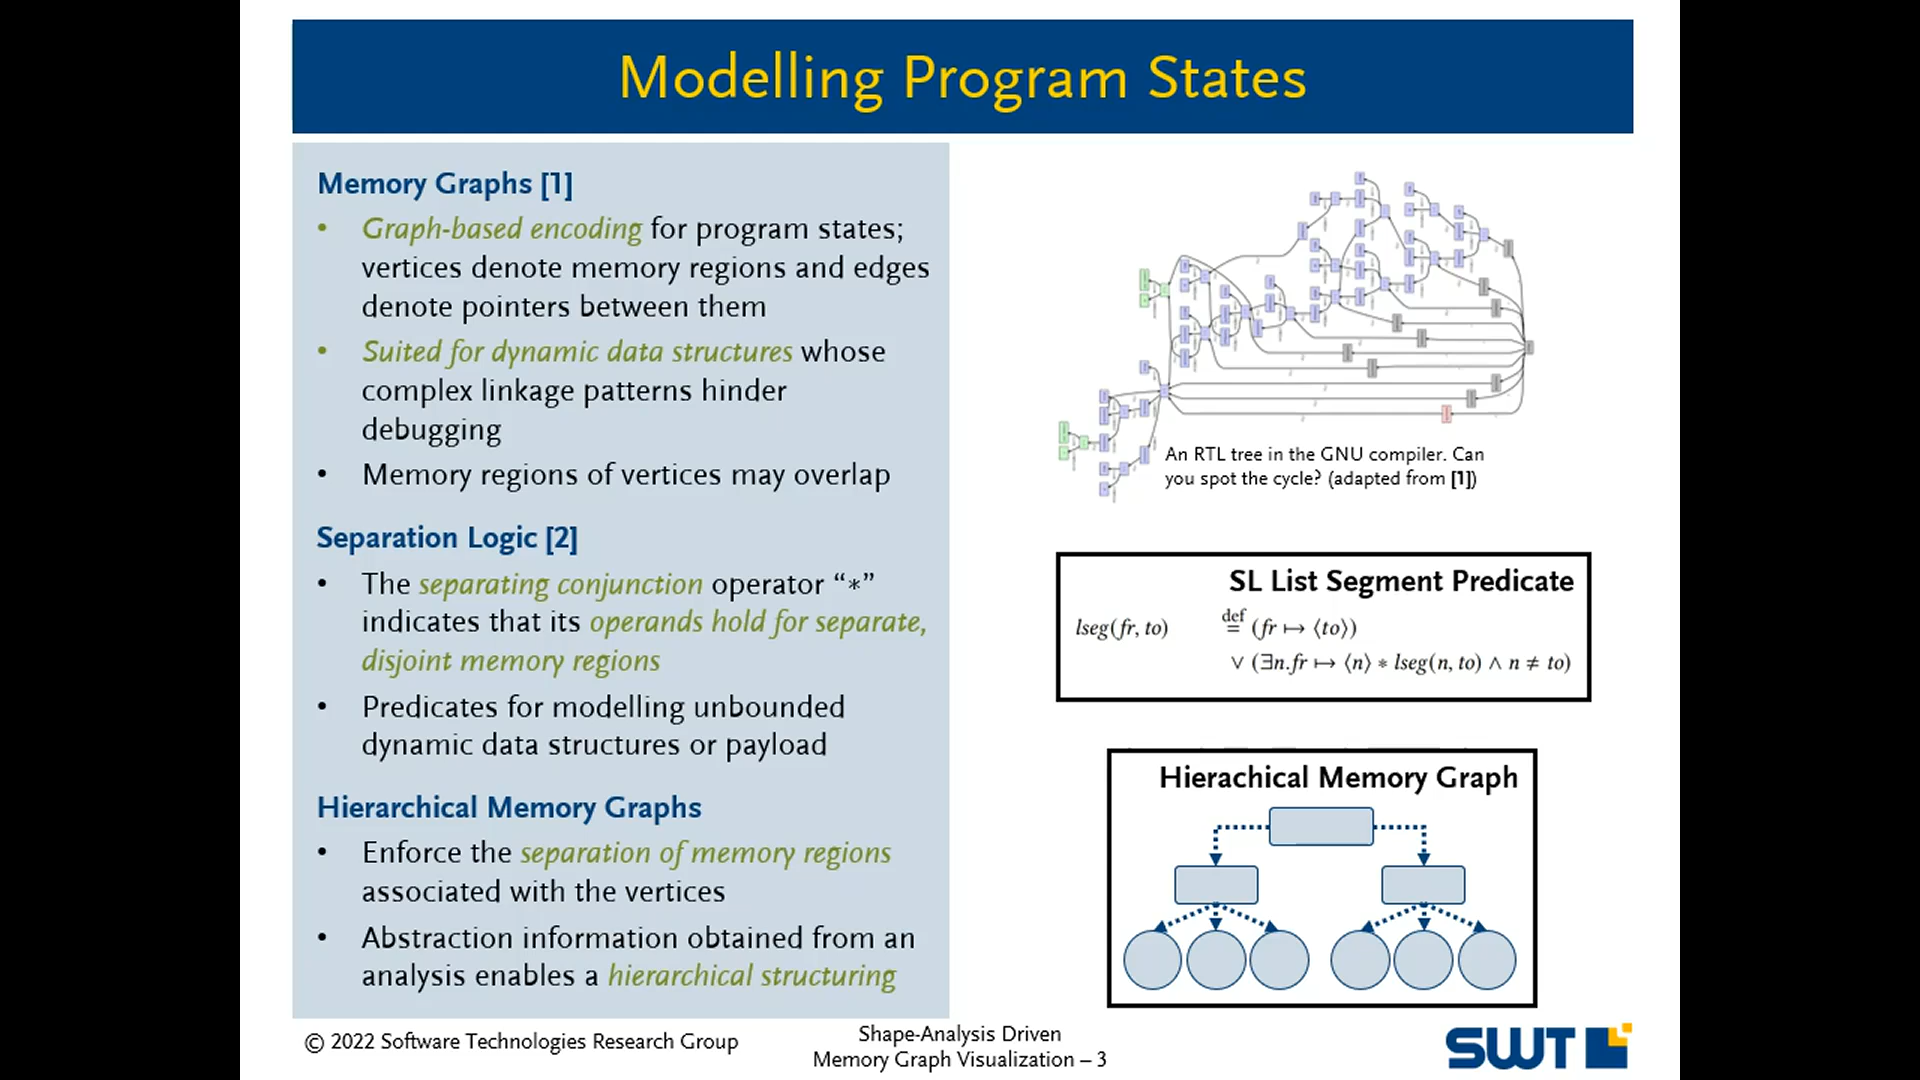 Modelling Program States
Memory Graphs [1]
• Graph-based encoding for program states;
vertices denote memory regions and edges
denote pointers between them
• Suited for dynamic data structures whose
complex linkage patterns hinder
debugging
• Memory regions of vertices may overlap
Separation Logic [2]
• The separating conjunction operator “∗”
indicates that its operands hold for separate,
disjoint memory regions
• Predicates for modelling unbounded
dynamic data structures or payload
Hierarchical Memory Graphs
• Enforce the separation of memory regions
associated with the vertices
• Abstraction information obtained from an
analysis enables a hierarchical structuring
An RTL tree in the GNU compiler. Can
you spot the cycle? (adapted from [1])
SL List Segment Predicate
lseg(fr, to) ≝ (fr ↦ ⟨to⟩)
∨ (∃n.fr ↦ ⟨n⟩ ∗ lseg(n, to) ∧ n ≠ to)
Hierachical Memory Graph
© 2022 Software Technologies Research Group
Shape-Analysis Driven
Memory Graph Visualization – 3
SWT